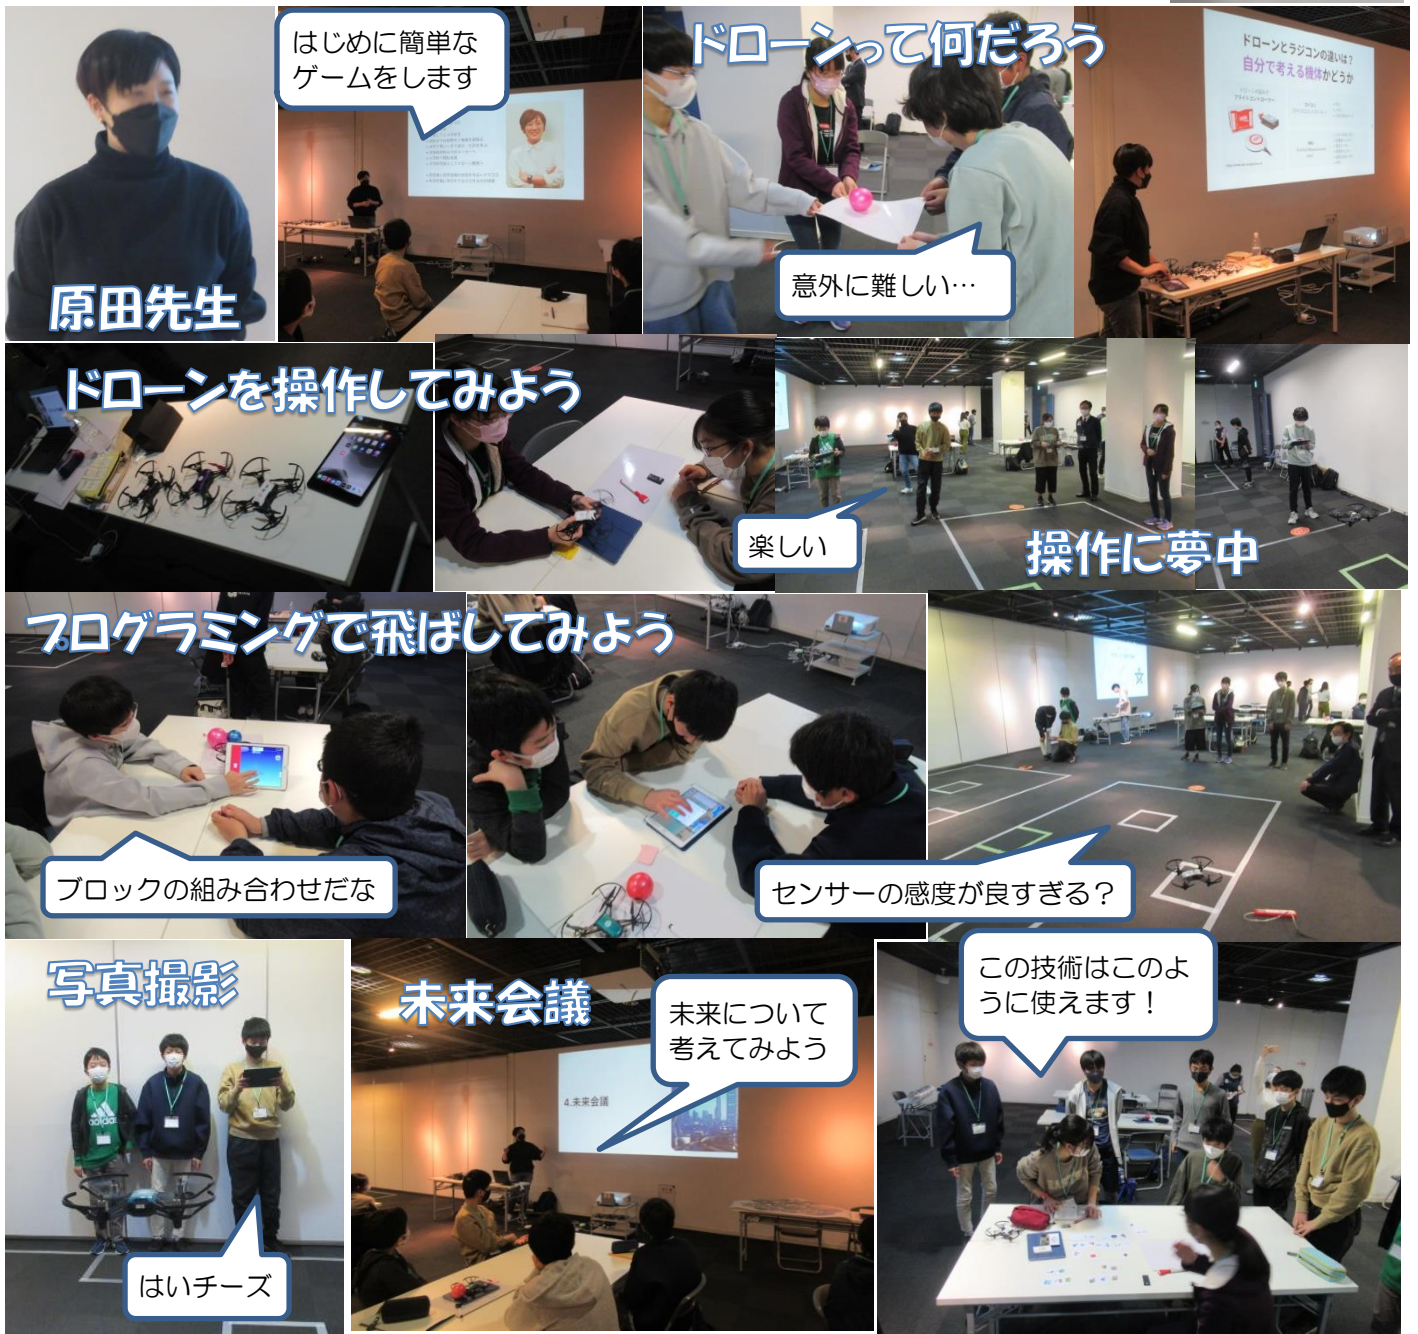 はじめに簡単な
ゲームをします
ドローンって何だろう
ドローンとラジコンの違いは？
自分で考える機体かどうか
意外に難しい…
原田先生
ドローンを操作してみよう
楽しい
操作に夢中
プログラミングで飛ばしてみよう
ブロックの組み合わせだな
センサーの感度が良すぎる？
写真撮影
はいチーズ
未来会議
未来について
考えてみよう
4.未来会議
この技術はこのよ
うに使えます！
adidas